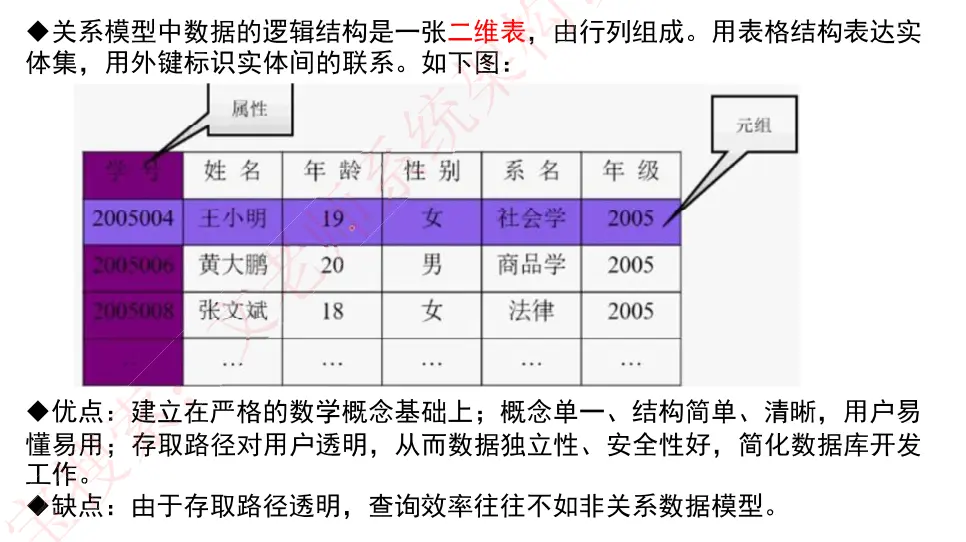 ◆关系模型中数据的逻辑结构是一张二维表，由行列组成。用表格结构表达实
体集，用外键标识实体间的联系。如下图：
属性
元组
学号 姓名 年龄 性别 系名 年级
2005004 王小明 19 女 社会学 2005
2005006 黄大鹏 20 男 商品学 2005
2005008 张文斌 18 女 法律 2005
… … … … … …
◆优点：建立在严格的数学概念基础上；概念单一、结构简单、清晰，用户易
懂易用；存取路径对用户透明，从而数据独立性、安全性好，简化数据库开发
工作。
◆缺点：由于存取路径透明，查询效率往往不如非关系数据模型。